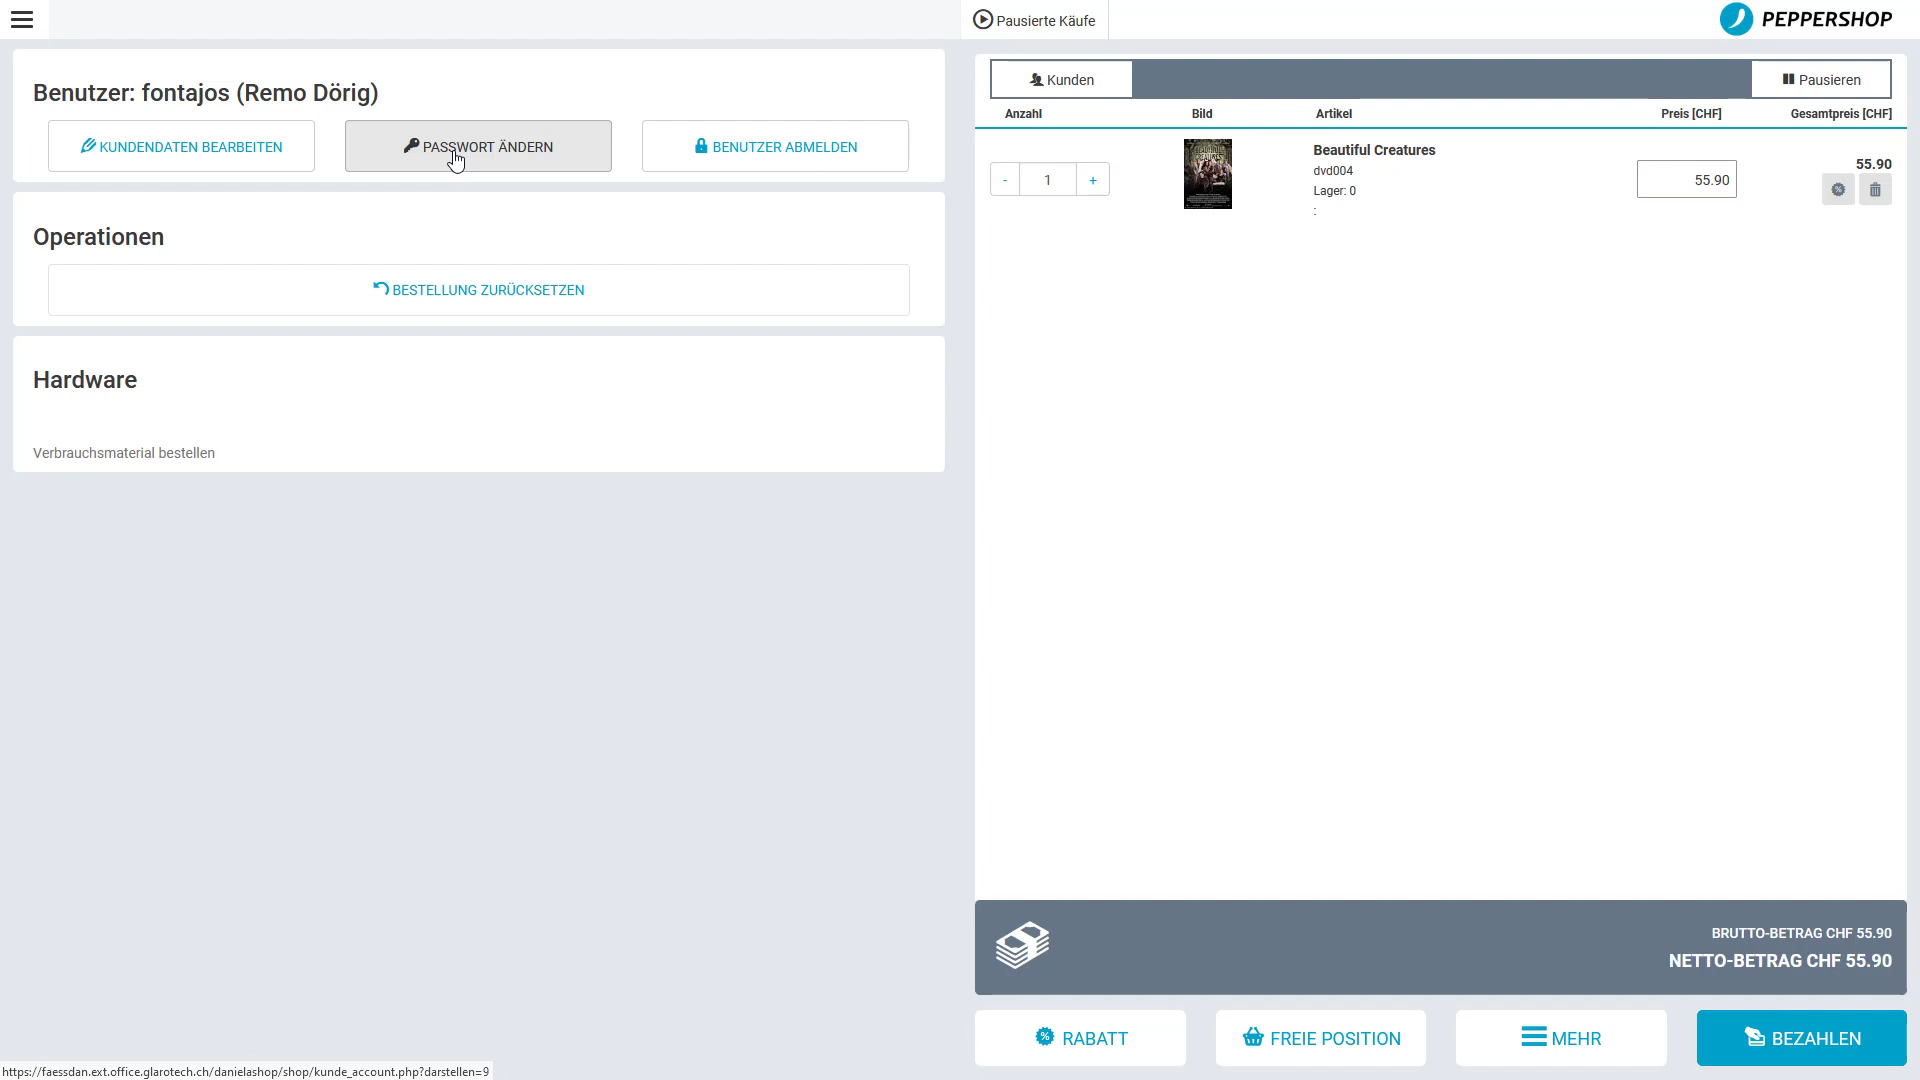 Pausierte Käufe
PEPPERSHOP
Benutzer: fontajos (Remo Dörig)
KUNDENDATEN BEARBEITEN
PASSWORT ÄNDERN
BENUTZER ABMELDEN
Operationen
BESTELLUNG ZURÜCKSETZEN
Hardware
Verbrauchsmaterial bestellen
Kunden
Pausieren
Anzahl Bild Artikel Preis [CHF] Gesamtpreis [CHF]
- 1 +
Beautiful Creatures
dvd004
Lager: 0
:
55.90
55.90
BRUTTO-BETRAG CHF 55.90
NETTO-BETRAG CHF 55.90
RABATT
FREIE POSITION
MEHR
BEZAHLEN
https://faessdan.ext.office.glarotech.ch/danielashop/shop/kunde_account.php?darstellen=9